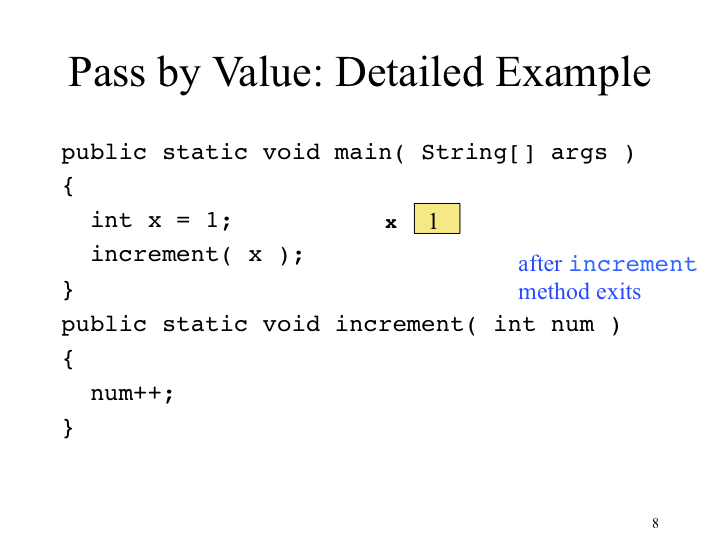 Pass by Value: Detailed Example
public static void main( String[] args )
{
int x = 1;
x 1
increment( x );
after increment
method exits
}
public static void increment( int num )
{
num++;
}
8